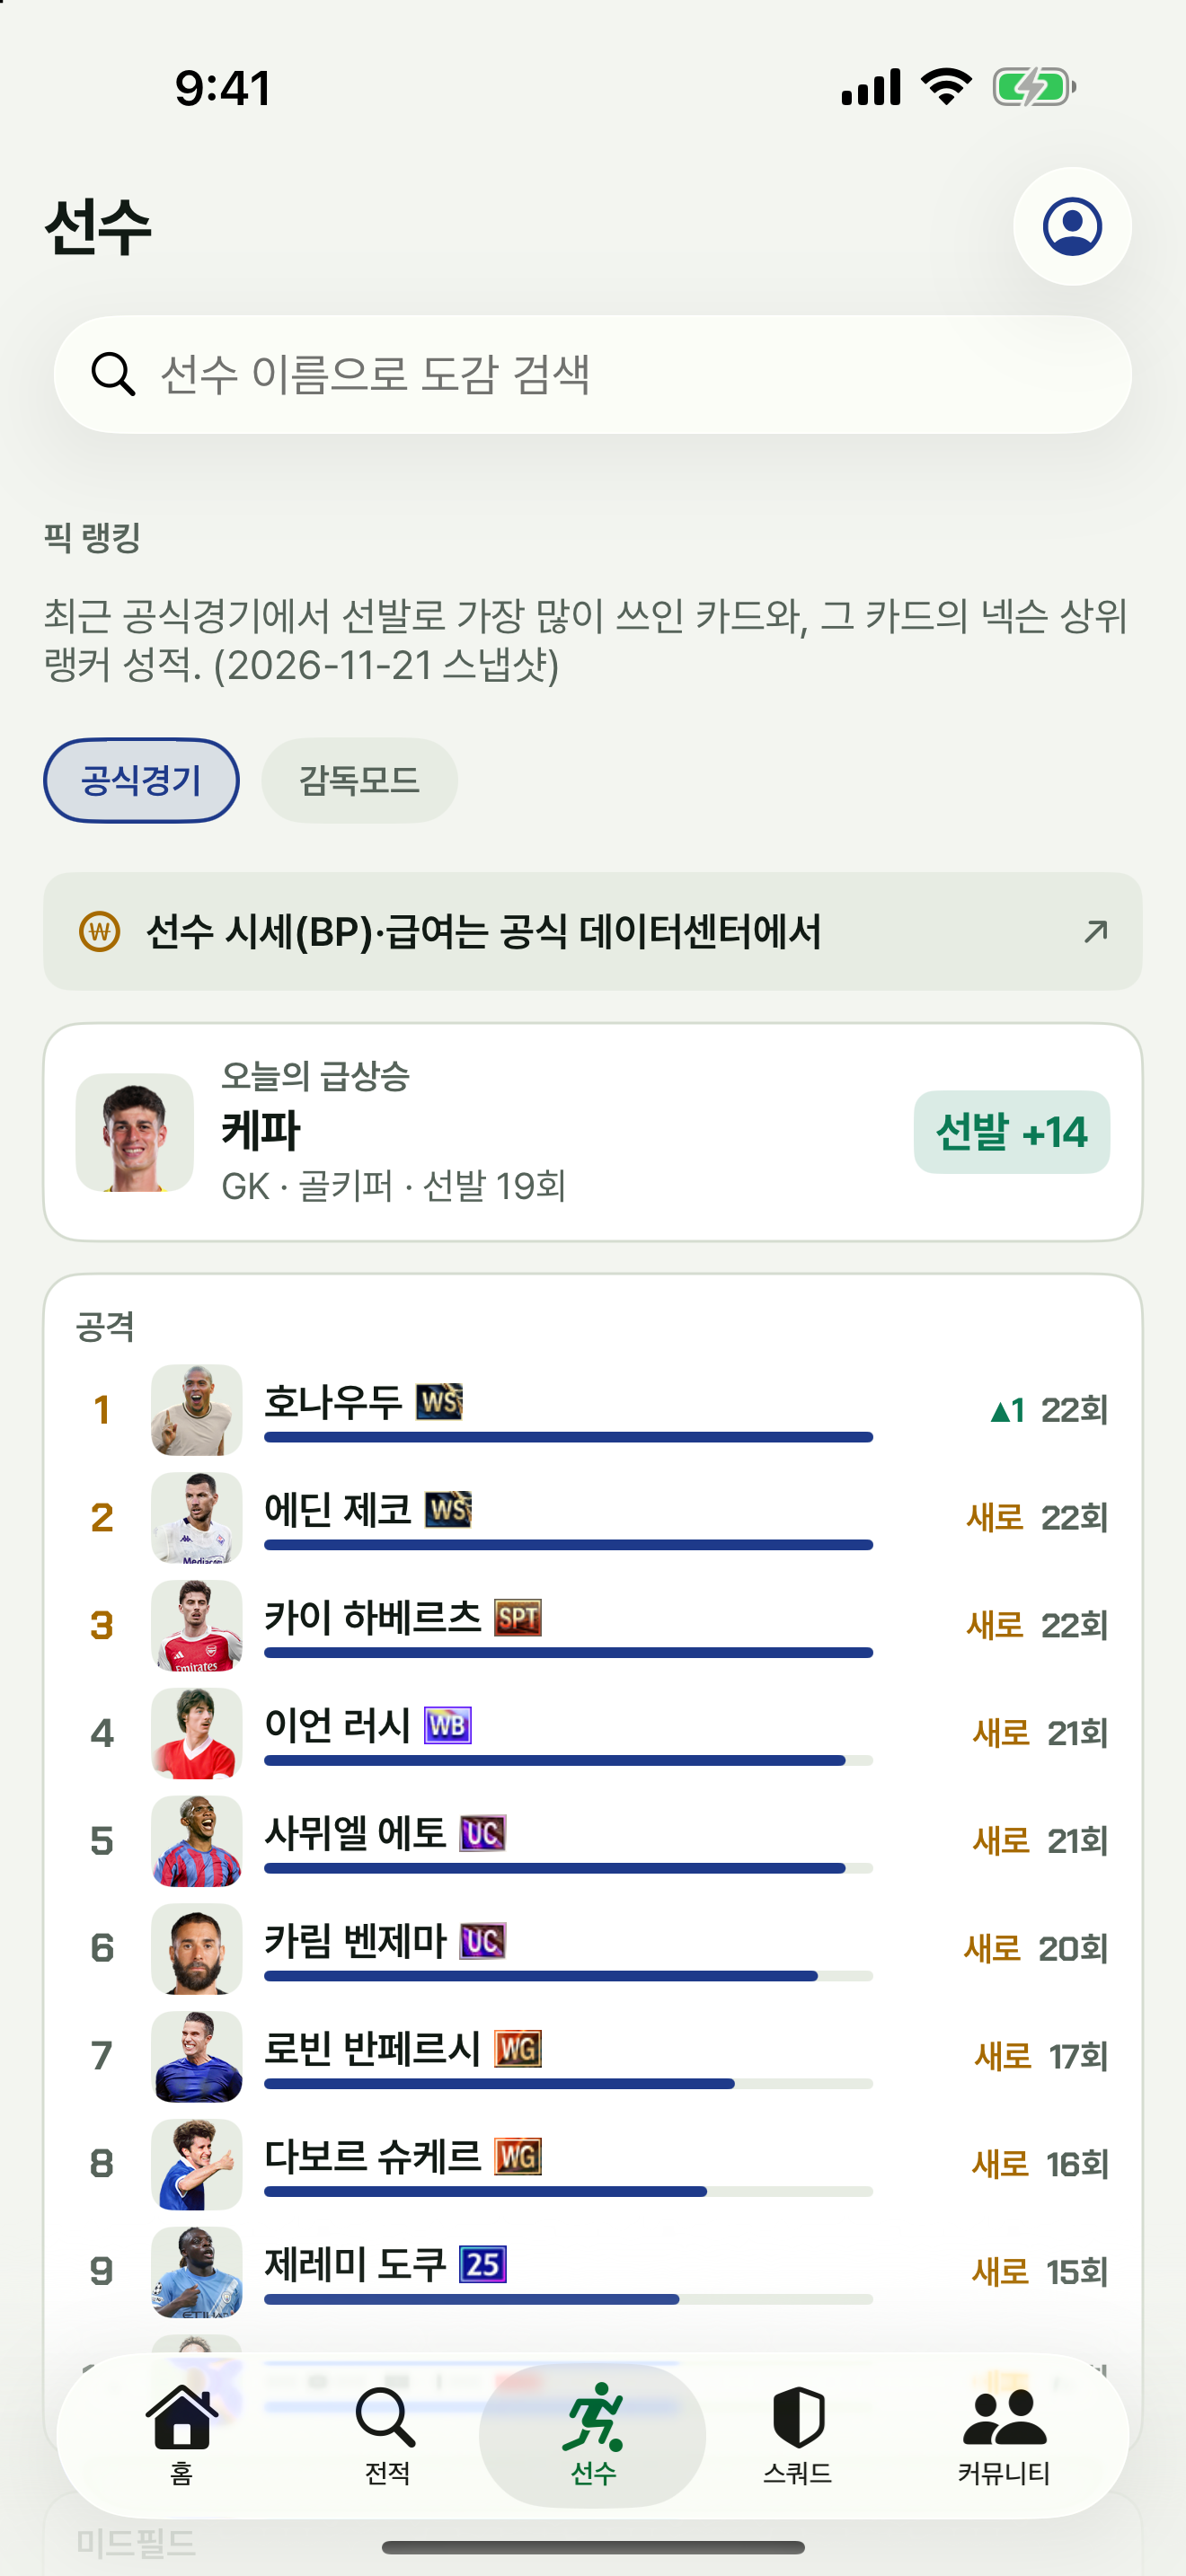 9:41
선수
선수 이름으로 도감 검색
픽 랭킹
최근 공식경기에서 선발로 가장 많이 쓰인 카드와, 그 카드의 넥슨 상위
랭커 성적. (2026-11-21 스냅샷)
공식경기 감독모드
선수 시세(BP)·급여는 공식 데이터센터에서
오늘의 급상승
케파
GK · 골키퍼 · 선발 19회
선발 +14
공격
1 호나우두 WS ▲1 22회
2 에딘 제코 WS 새로 22회
3 카이 하베르츠 SPT 새로 22회
4 이언 러시 WB 새로 21회
5 사뮈엘 에토 UC 새로 21회
6 카림 벤제마 UC 새로 20회
7 로빈 반페르시 WG 새로 17회
8 다보르 슈케르 WG 새로 16회
9 제레미 도쿠 25 새로 15회
홈 전적 선수 스쿼드 커뮤니티
미드필드